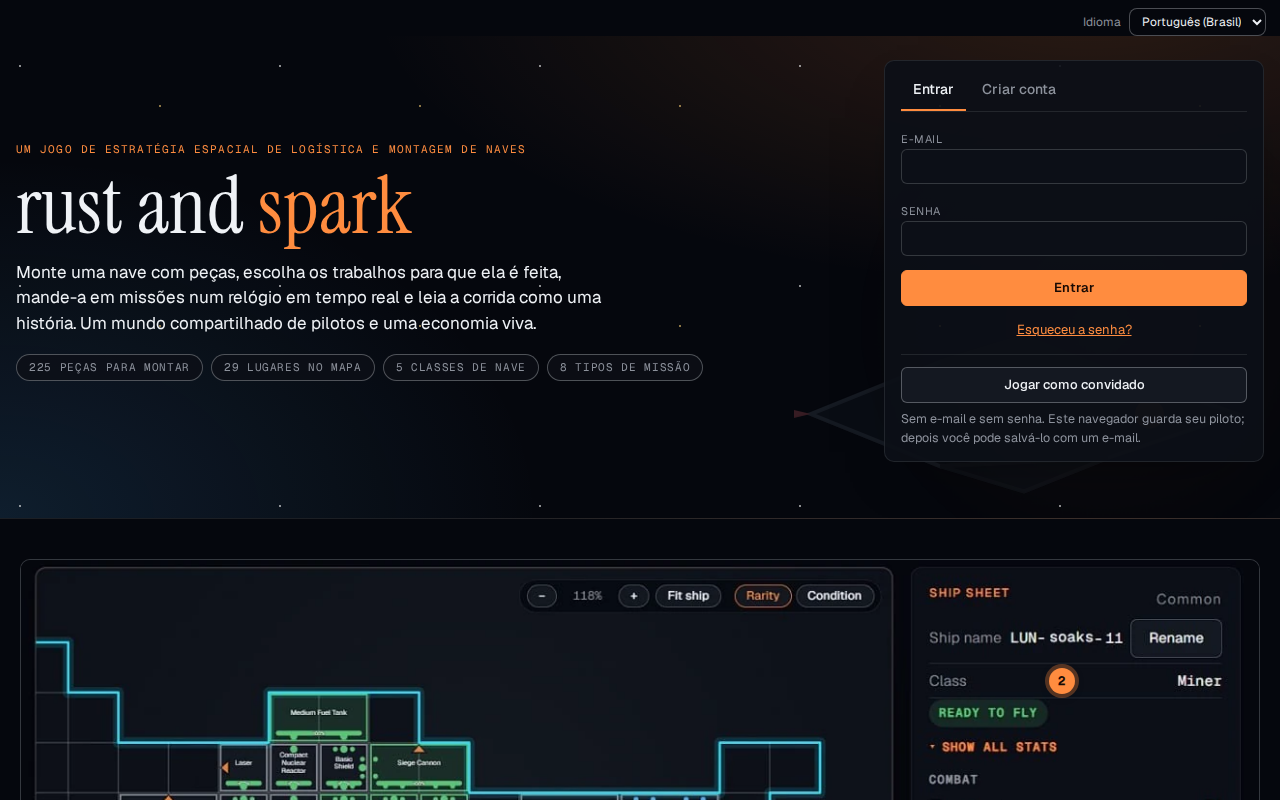 Idioma Português (Brasil)
Entrar Criar conta
E-MAIL
SENHA
Entrar
Esqueceu a senha?
Jogar como convidado
Sem e-mail e sem senha. Este navegador guarda seu piloto;
depois você pode salvá-lo com um e-mail.
UM JOGO DE ESTRATÉGIA ESPACIAL DE LOGÍSTICA E MONTAGEM DE NAVES
rust and spark
Monte uma nave com peças, escolha os trabalhos para que ela é feita,
mande-a em missões num relógio em tempo real e leia a corrida como uma
história. Um mundo compartilhado de pilotos e uma economia viva.
225 PEÇAS PARA MONTAR
29 LUGARES NO MAPA
5 CLASSES DE NAVE
8 TIPOS DE MISSÃO
− 118% + Fit ship Rarity Condition
Medium Fuel Tank
Laser
Compact
Nuclear
Reactor
Basic
Shield
Siege Cannon
SHIP SHEET
Common
Ship name LUN-soaks-11 Rename
Class 2 Miner
READY TO FLY
SHOW ALL STATS
COMBAT